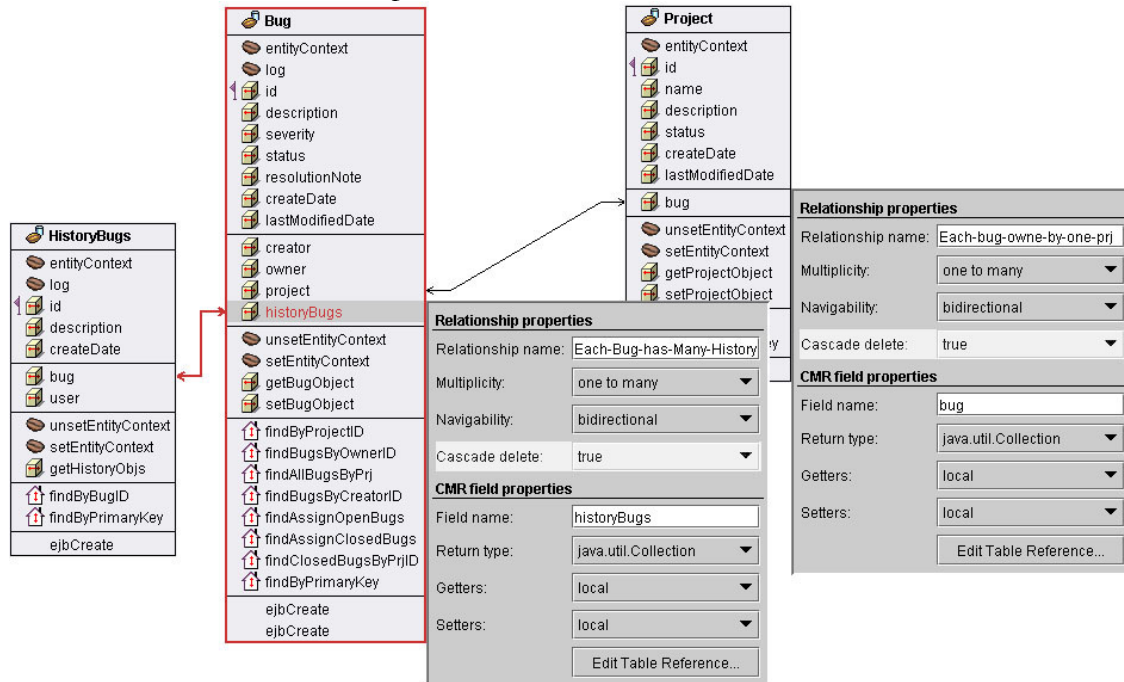 HistoryBugs
entityContext
log
id
description
createDate
bug
user
unsetEntityContext
setEntityContext
getHistoryObjs
findByBugID
findByPrimaryKey
ejbCreate
Bug
entityContext
log
id
description
severity
status
resolutionNote
createDate
lastModifiedDate
creator
owner
project
historyBugs
unsetEntityContext
setEntityContext
getBugObject
setBugObject
findByProjectID
findBugsByOwnerID
findAllBugsByPrj
findBugsByCreatorID
findAssignOpenBugs
findAssignClosedBugs
findClosedBugsByPrjID
findByPrimaryKey
ejbCreate
ejbCreate
Project
entityContext
id
name
description
status
createDate
lastModifiedDate
bug
unsetEntityContext
setEntityContext
getProjectObject
setProjectObject
Relationship properties
Relationship name: Each-Bug-has-Many-History
Multiplicity: one to many
Navigability: bidirectional
Cascade delete: true
CMR field properties
Field name: historyBugs
Return type: java.util.Collection
Getters: local
Setters: local
Edit Table Reference...
Relationship properties
Relationship name: Each-bug-owne-by-one-prj
Multiplicity: one to many
Navigability: bidirectional
Cascade delete: true
CMR field properties
Field name: bug
Return type: java.util.Collection
Getters: local
Setters: local
Edit Table Reference...